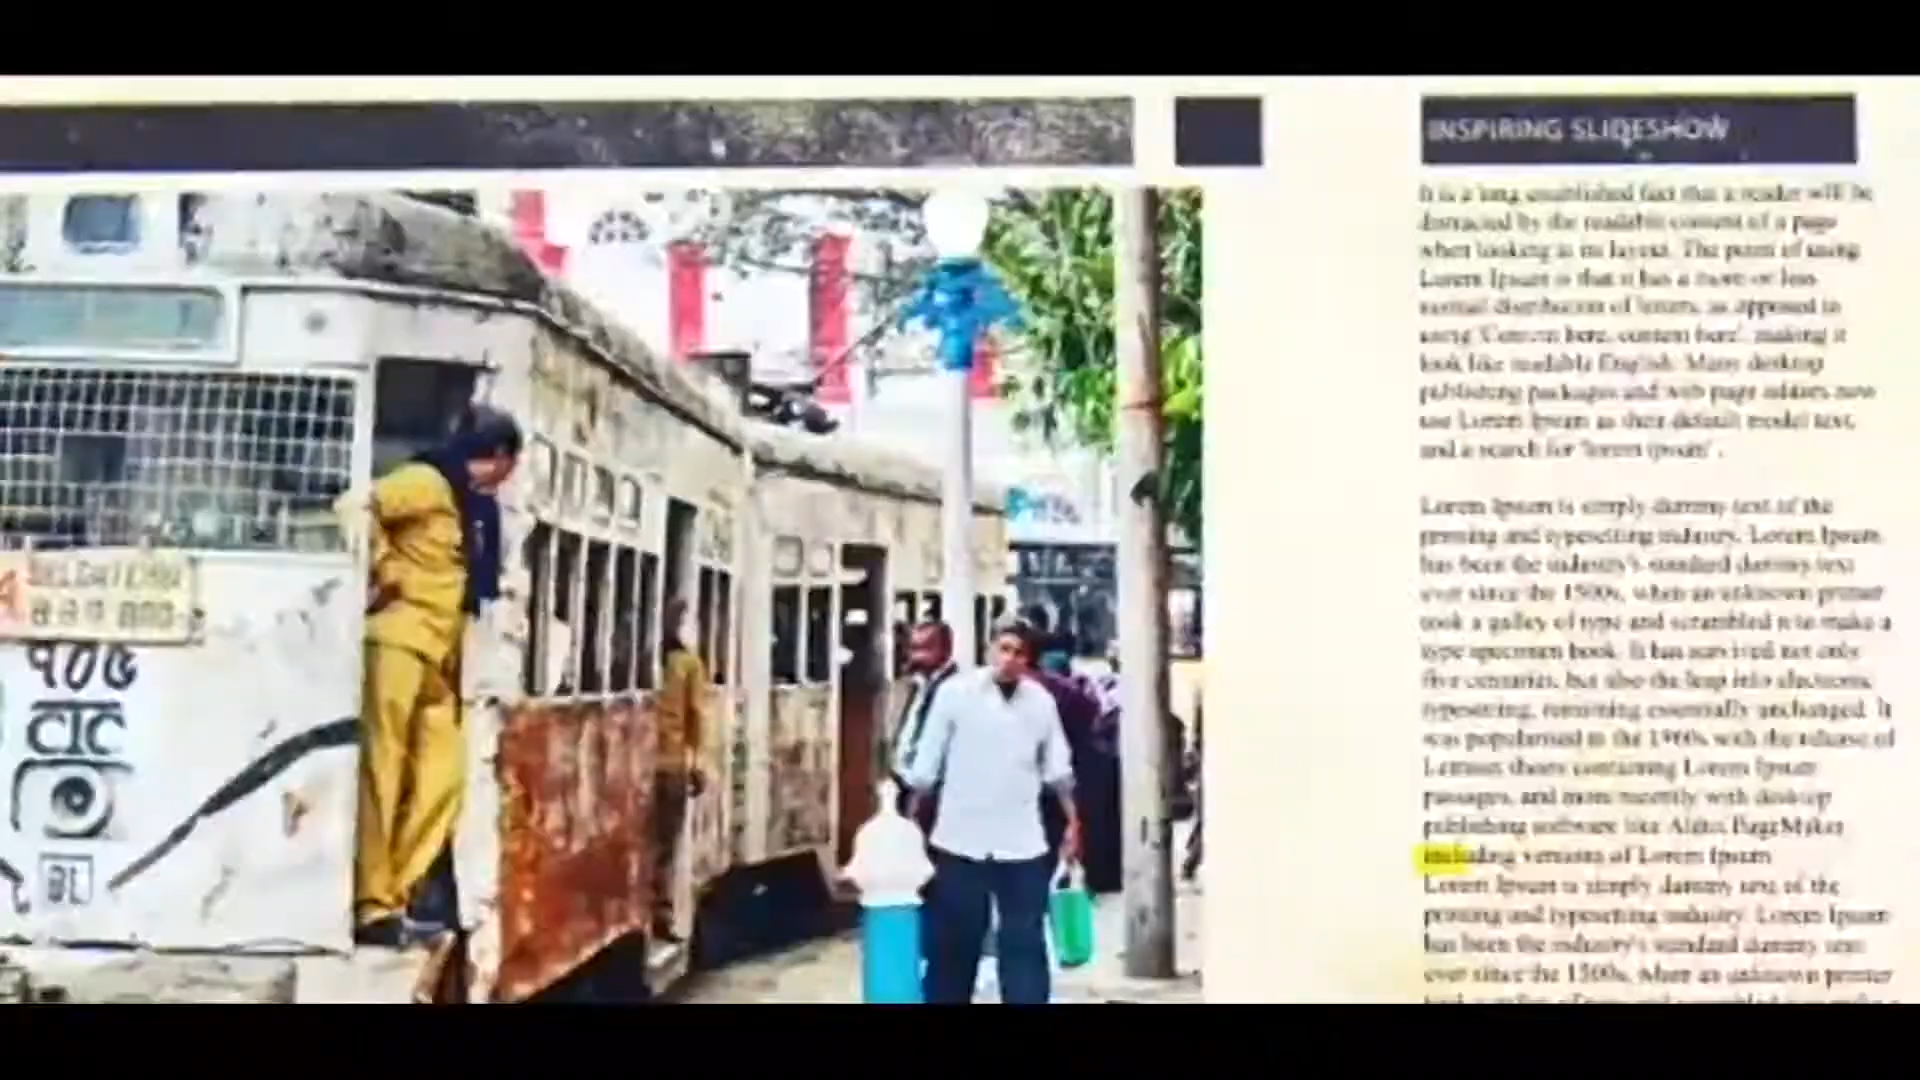 INSPIRING SLIDESHOW
It is a long established fact that a reader will be
distracted by the readable content of a page
when looking at its layout. The point of using
Lorem Ipsum is that it has a more-or-less
normal distribution of letters, as opposed to
using 'Content here, content here', making it
look like readable English. Many desktop
publishing packages and web page editors now
use Lorem Ipsum as their default model text,
and a search for 'lorem ipsum'.
Lorem Ipsum is simply dummy text of the
printing and typesetting industry. Lorem Ipsum
has been the industry's standard dummy text
ever since the 1500s, when an unknown printer
took a galley of type and scrambled it to make a
type specimen book. It has survived not only
five centuries, but also the leap into electronic
typesetting, remaining essentially unchanged. It
was popularised in the 1960s with the release of
Letraset sheets containing Lorem Ipsum
passages, and more recently with desktop
publishing software like Aldus PageMaker
including versions of Lorem Ipsum
Lorem Ipsum is simply dummy text of the
printing and typesetting industry. Lorem Ipsum
has been the industry's standard dummy text
ever since the 1500s, when an unknown printer